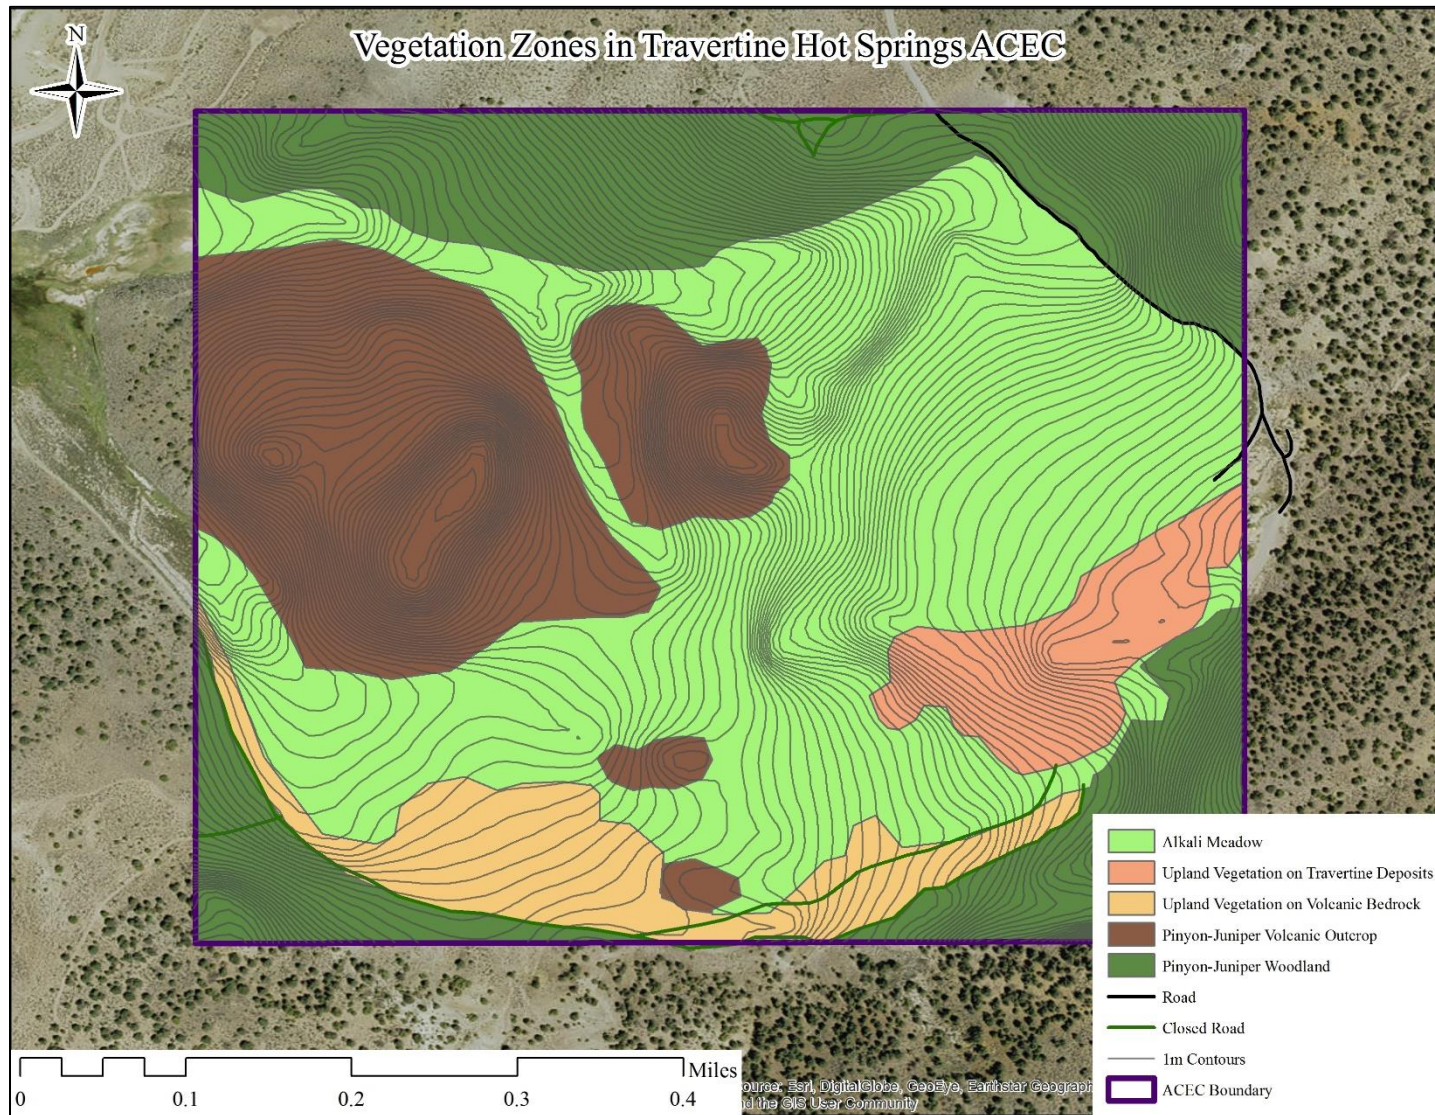 Vegetation Zones in Travertine Hot Springs ACEC
N
Alkali Meadow
Upland Vegetation on Travertine Deposits
Upland Vegetation on Volcanic Bedrock
Pinyon-Juniper Volcanic Outcrop
Pinyon-Juniper Woodland
Road
Closed Road
1m Contours
ACEC Boundary
Miles
0 0.1 0.2 0.3 0.4
ource: Esri, DigitalGlobe, GeoEye, Earthstar Geograph
nd the GIS User Community